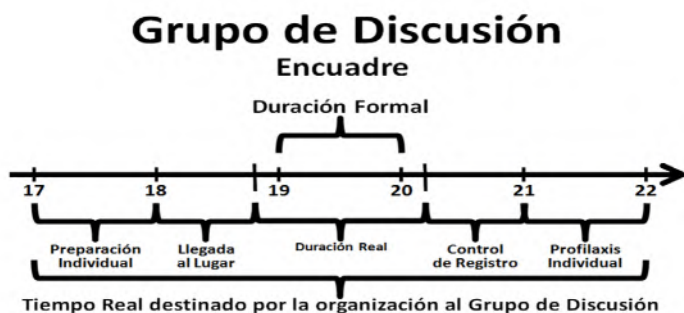 Grupo de Discusión
Encuadre
Duración Formal
17 18 19 20 21 22
Preparación
Individual
Llegada
al Lugar
Duración Real
Control
de Registro
Profilaxis
Individual
Tiempo Real destinado por la organización al Grupo de Discusión